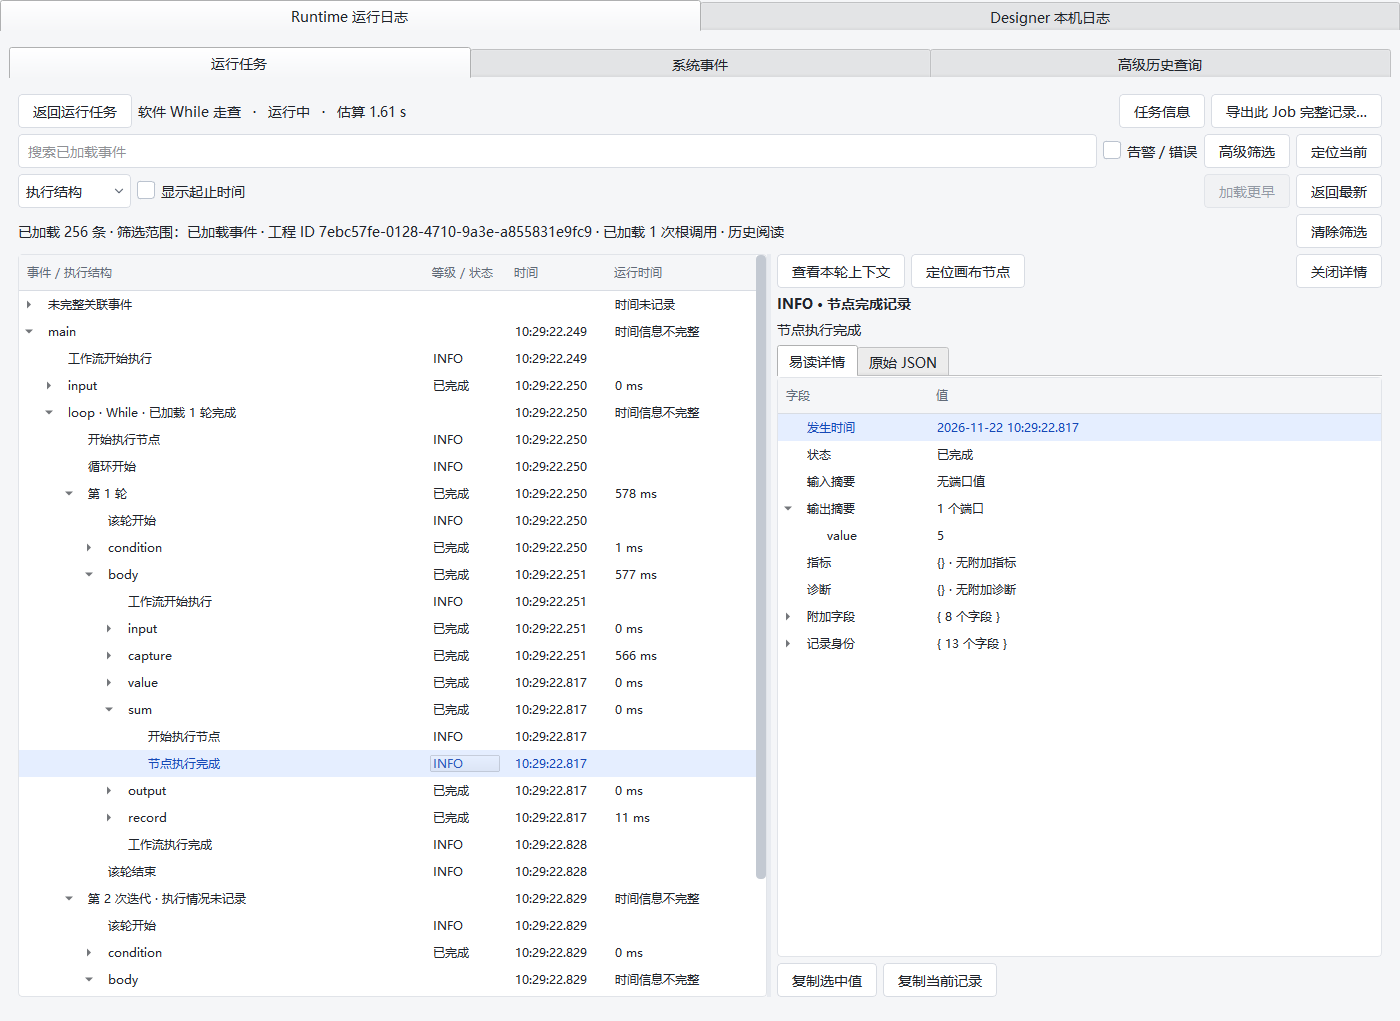 Runtime 运行日志 Designer 本机日志
运行任务 系统事件 高级历史查询
返回运行任务 软件 While 走查 · 运行中 · 估算 1.61 s 任务信息 导出此 Job 完整记录...
搜索已加载事件 告警 / 错误 高级筛选 定位当前
执行结构 显示起止时间 加载更早 返回最新
已加载 256 条 · 筛选范围：已加载事件 · 工程 ID 7ebc57fe-0128-4710-9a3e-a855831e9fc9 · 已加载 1 次根调用 · 历史阅读 清除筛选
事件 / 执行结构 等级 / 状态 时间 运行时间
未完整关联事件 时间未记录
main 10:29:22.249 时间信息不完整
工作流开始执行 INFO 10:29:22.249
input 已完成 10:29:22.250 0 ms
loop · While · 已加载 1 轮完成 10:29:22.250 时间信息不完整
开始执行节点 INFO 10:29:22.250
循环开始 INFO 10:29:22.250
第 1 轮 已完成 10:29:22.250 578 ms
该轮开始 INFO 10:29:22.250
condition 已完成 10:29:22.250 1 ms
body 已完成 10:29:22.251 577 ms
工作流开始执行 INFO 10:29:22.251
input 已完成 10:29:22.251 0 ms
capture 已完成 10:29:22.251 566 ms
value 已完成 10:29:22.817 0 ms
sum 已完成 10:29:22.817 0 ms
开始执行节点 INFO 10:29:22.817
节点执行完成 INFO 10:29:22.817
output 已完成 10:29:22.817 0 ms
record 已完成 10:29:22.817 11 ms
工作流执行完成 INFO 10:29:22.828
该轮结束 INFO 10:29:22.828
第 2 次迭代 · 执行情况未记录 10:29:22.829 时间信息不完整
该轮开始 INFO 10:29:22.829
condition 已完成 10:29:22.829 0 ms
body 10:29:22.829 时间信息不完整
查看本轮上下文 定位画布节点 关闭详情
INFO • 节点完成记录
节点执行完成
易读详情 原始 JSON
字段 值
发生时间 2026-11-22 10:29:22.817
状态 已完成
输入摘要 无端口值
输出摘要 1 个端口
value 5
指标 {} · 无附加指标
诊断 {} · 无附加诊断
附加字段 { 8 个字段 }
记录身份 { 13 个字段 }
复制选中值 复制当前记录